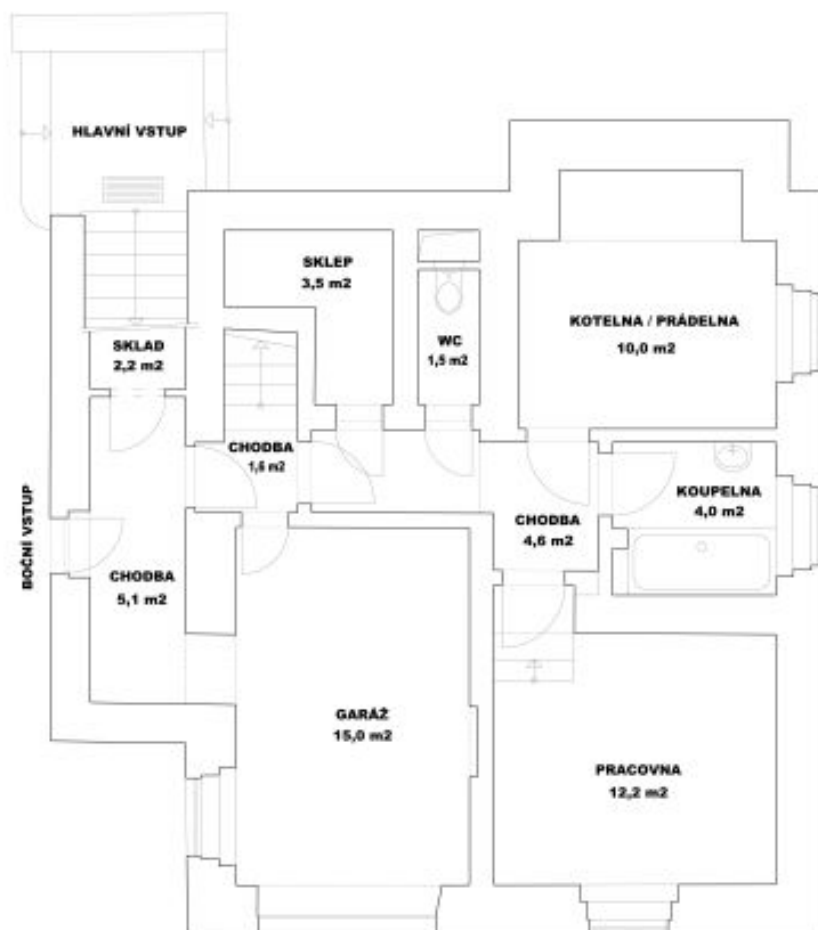 HLAVNÍ VSTUP
SKLEP
3,5 m2
KOTELNA / PRÁDELNA
10,0 m2
WC
1,5 m2
SKLAD
2,2 m2
CHODBA
1,6 m2
KOUPELNA
4,0 m2
CHODBA
4,6 m2
BOČNÍ VSTUP
CHODBA
5,1 m2
GARÁŽ
15,0 m2
PRACOVNA
12,2 m2